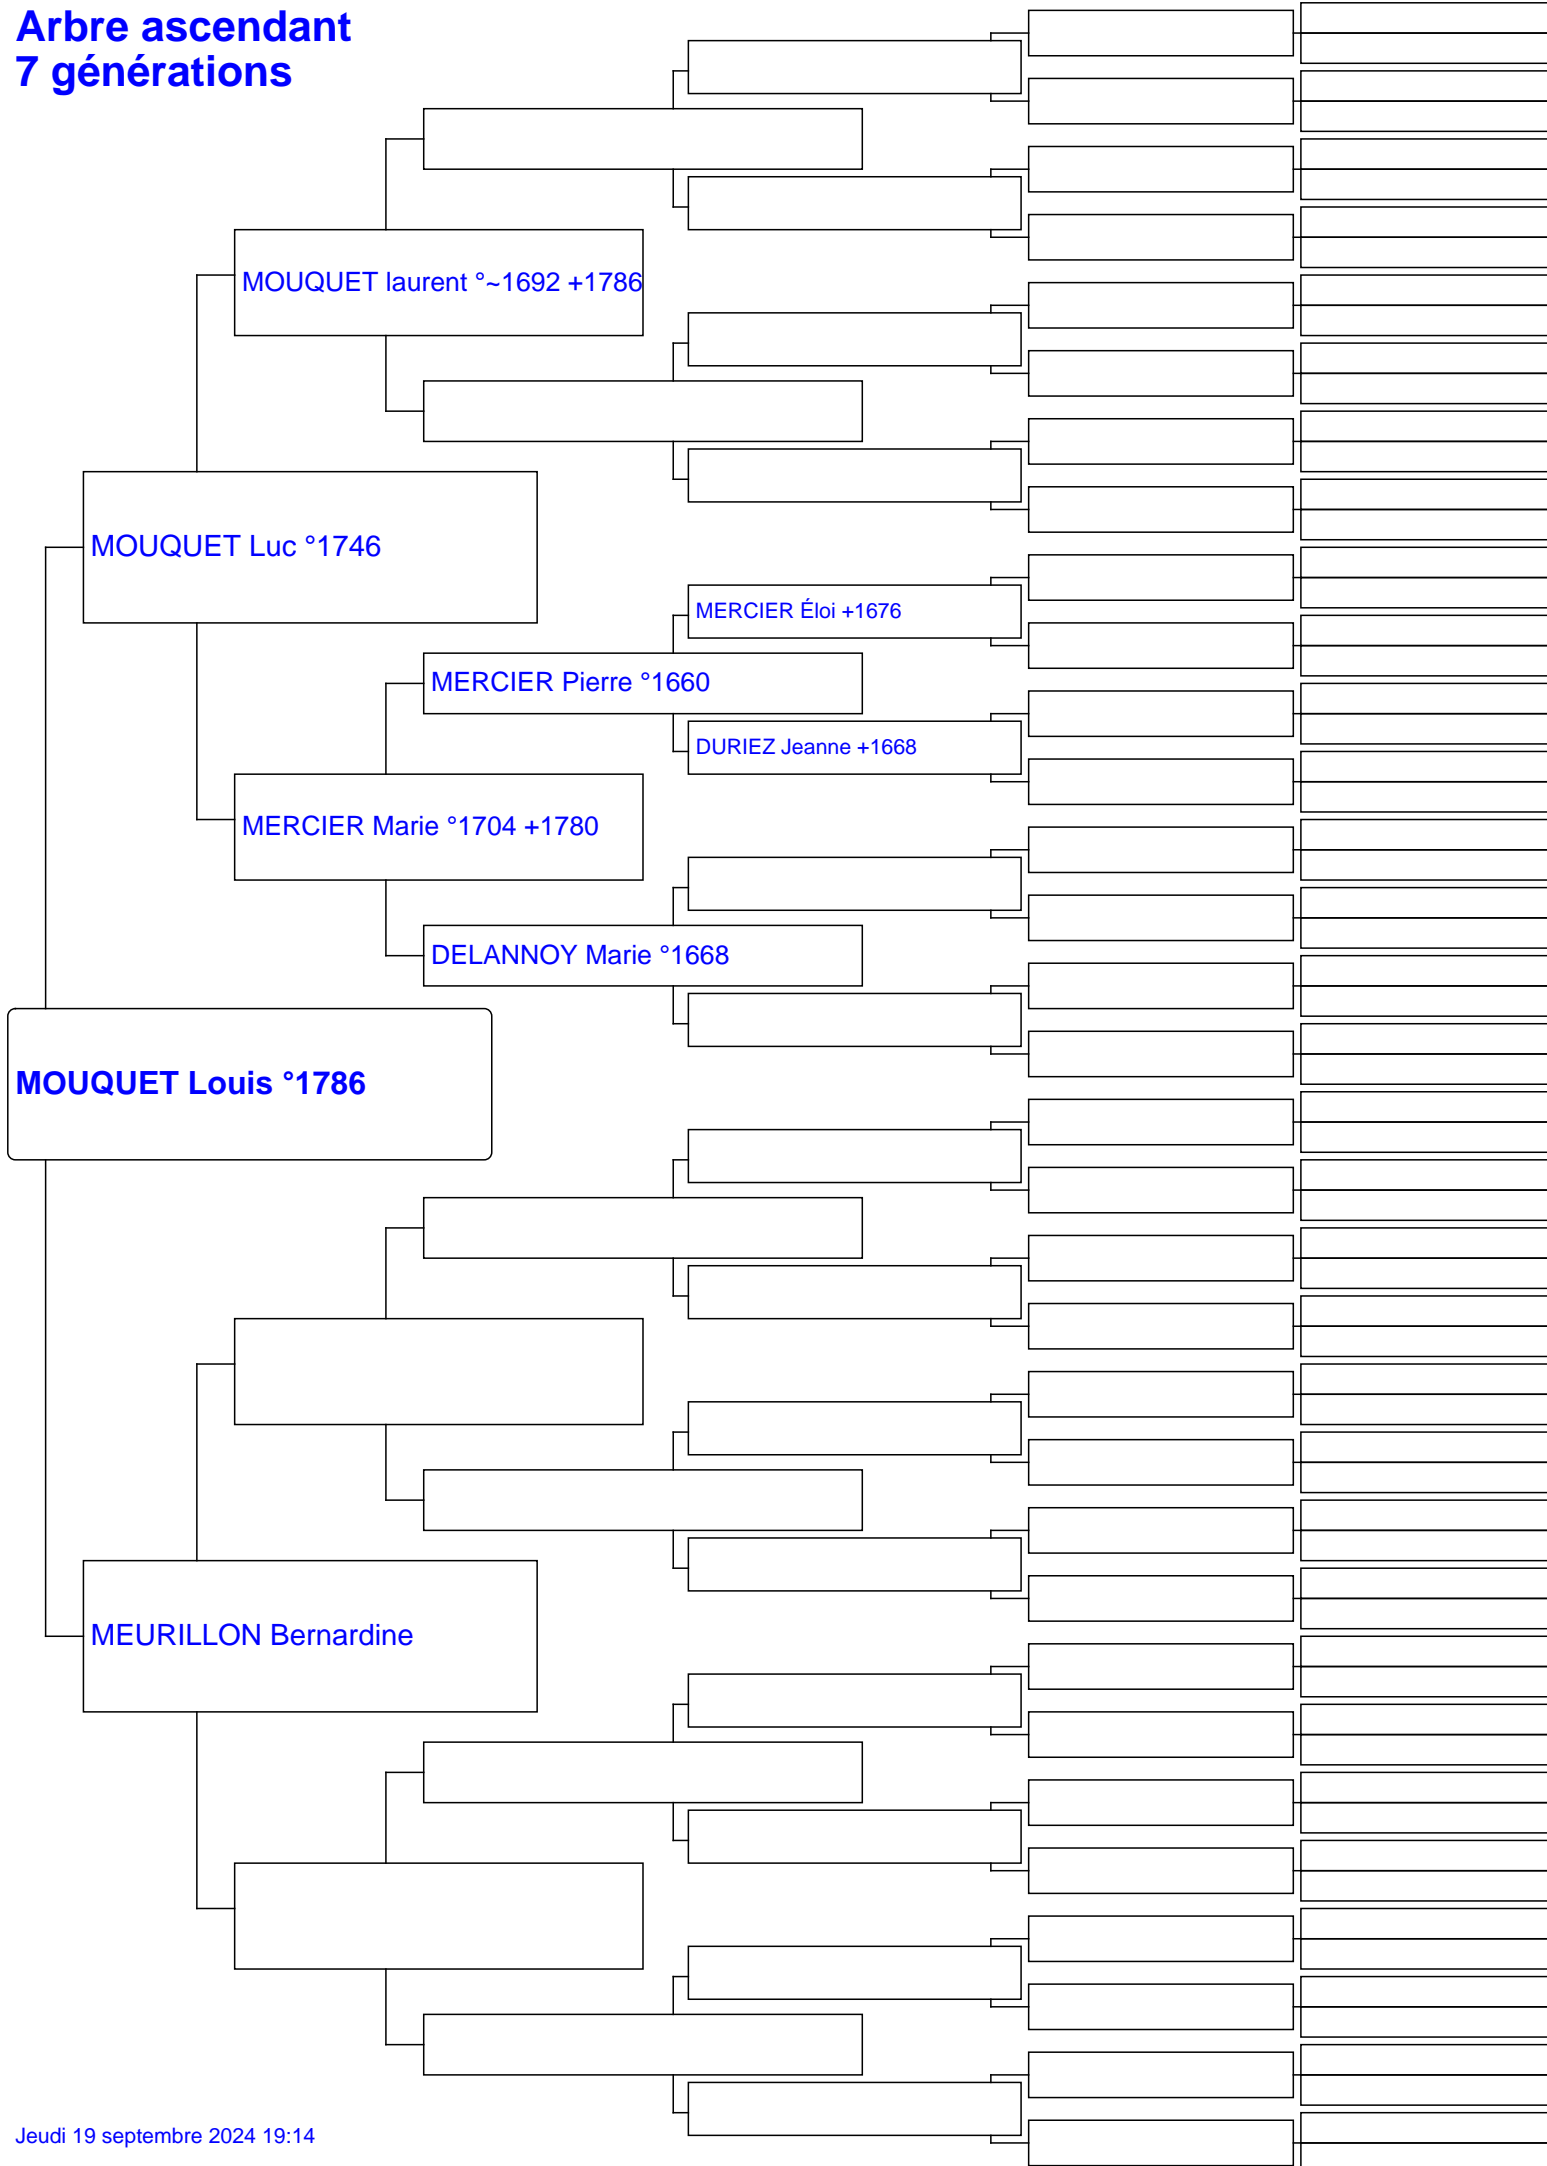 Arbre ascendant
7 générations
MOUQUET laurent °~1692 +1786
MOUQUET Luc °1746
MERCIER Éloi +1676
MERCIER Pierre °1660
DURIEZ Jeanne +1668
MERCIER Marie °1704 +1780
DELANNOY Marie °1668
MOUQUET Louis °1786
MEURILLON Bernardine
Jeudi 19 septembre 2024 19:14